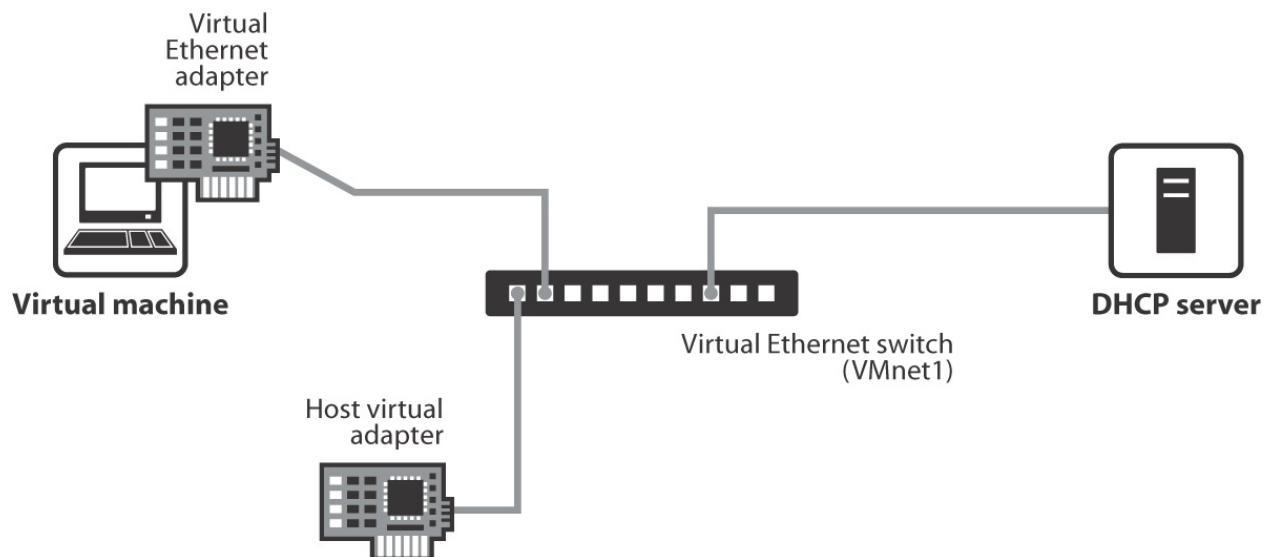 Virtual
Ethernet
adapter
Virtual machine
DHCP server
Virtual Ethernet switch
(VMnet1)
Host virtual
adapter